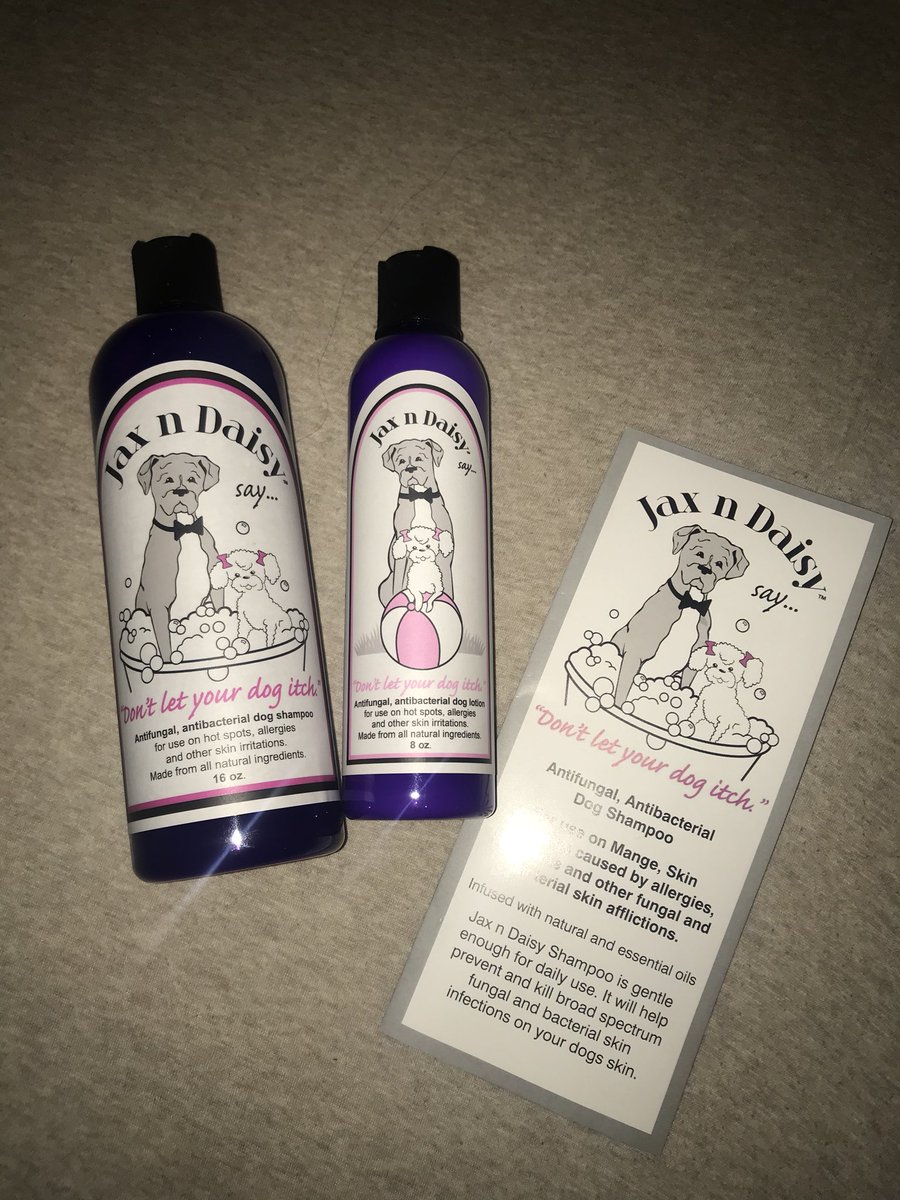 Jax n Daisy™
say...
"Don't let your dog itch."
Antifungal, antibacterial dog shampoo
for use on hot spots, allergies
and other skin irritations.
Made from all natural ingredients.
16 oz.
Jax n Daisy™
say...
"Don't let your dog itch."
Antifungal, antibacterial dog lotion
for use on hot spots, allergies
and other skin irritations.
Made from all natural ingredients.
8 oz.
Jax n Daisy™
say...
"Don't let your dog itch."
Antifungal, Antibacterial
Dog Shampoo
use on Mange, Skin
caused by allergies,
and other fungal and
skin afflictions.
Infused with natural and essential oils
Jax n Daisy Shampoo is gentle
enough for daily use. It will help
prevent and kill broad spectrum
fungal and bacterial skin
infections on your dogs skin.